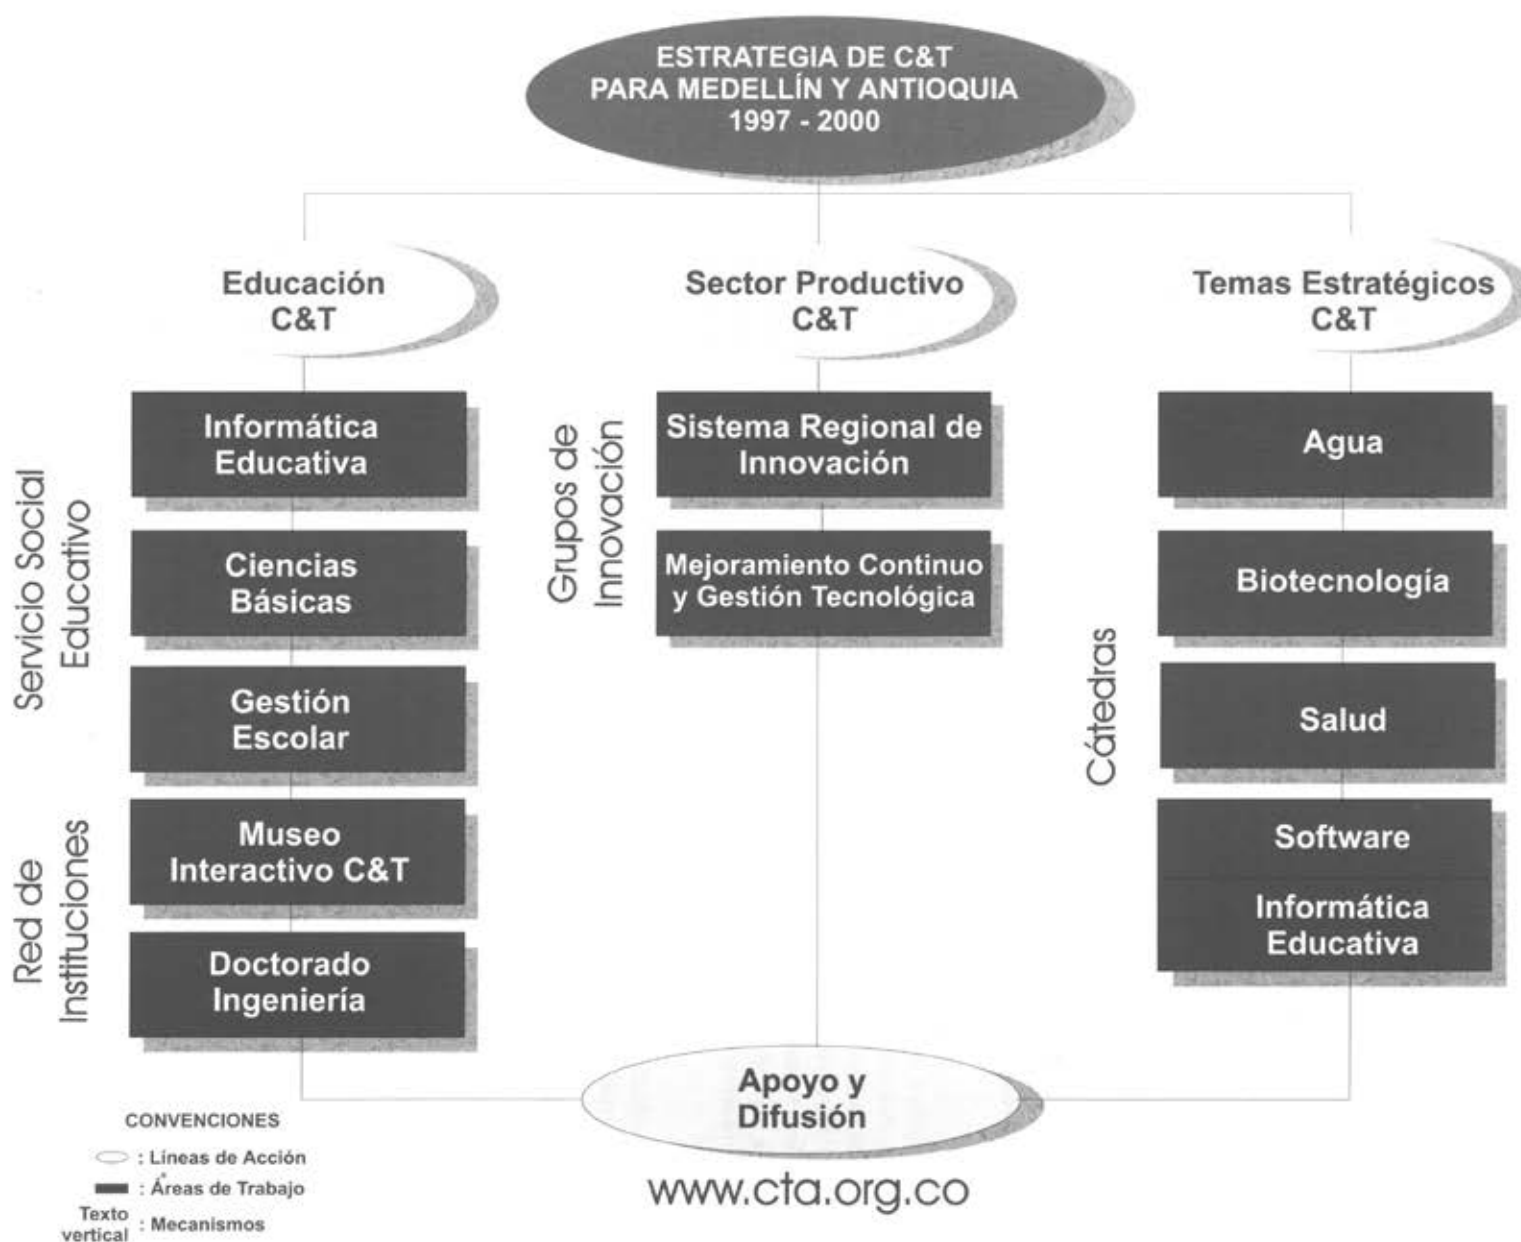 ESTRATEGIA DE C&T
PARA MEDELLÍN Y ANTIOQUIA
1997 - 2000
Educación
C&T
Sector Productivo
C&T
Temas Estratégicos
C&T
Servicio Social
Educativo
Informática
Educativa
Ciencias
Básicas
Gestión
Escolar
Red de
Instituciones
Museo
Interactivo C&T
Doctorado
Ingeniería
Grupos de
Innovación
Sistema Regional de
Innovación
Mejoramiento Continuo
y Gestión Tecnológica
Cátedras
Agua
Biotecnología
Salud
Software
Informática
Educativa
Apoyo y
Difusión
www.cta.org.co
CONVENCIONES
: Líneas de Acción
: Áreas de Trabajo
Texto
vertical : Mecanismos